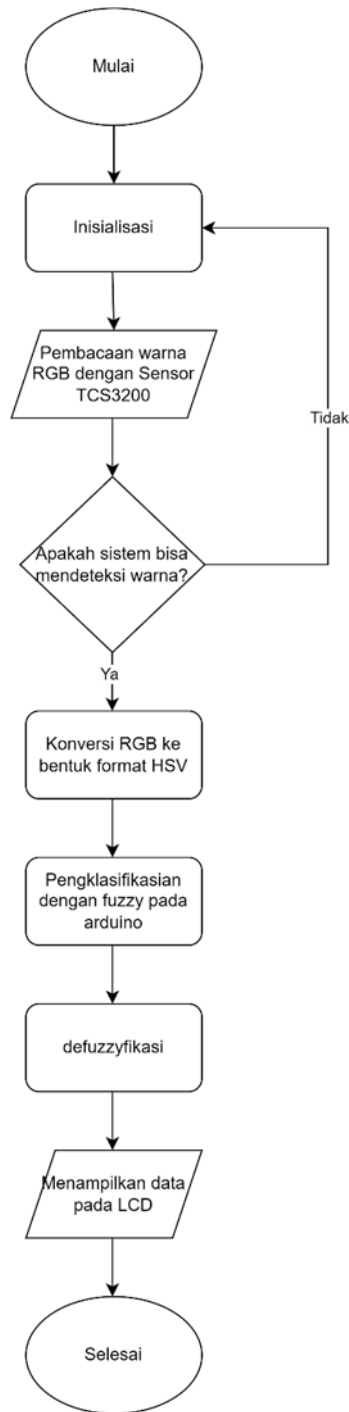 Mulai
Inisialisasi
Pembacaan warna
RGB dengan Sensor
TCS3200
Tidak
Apakah sistem bisa
mendeteksi warna?
Ya
Konversi RGB ke
bentuk format HSV
Pengklasifikasian
dengan fuzzy pada
arduino
defuzzyfikasi
Menampilkan data
pada LCD
Selesai